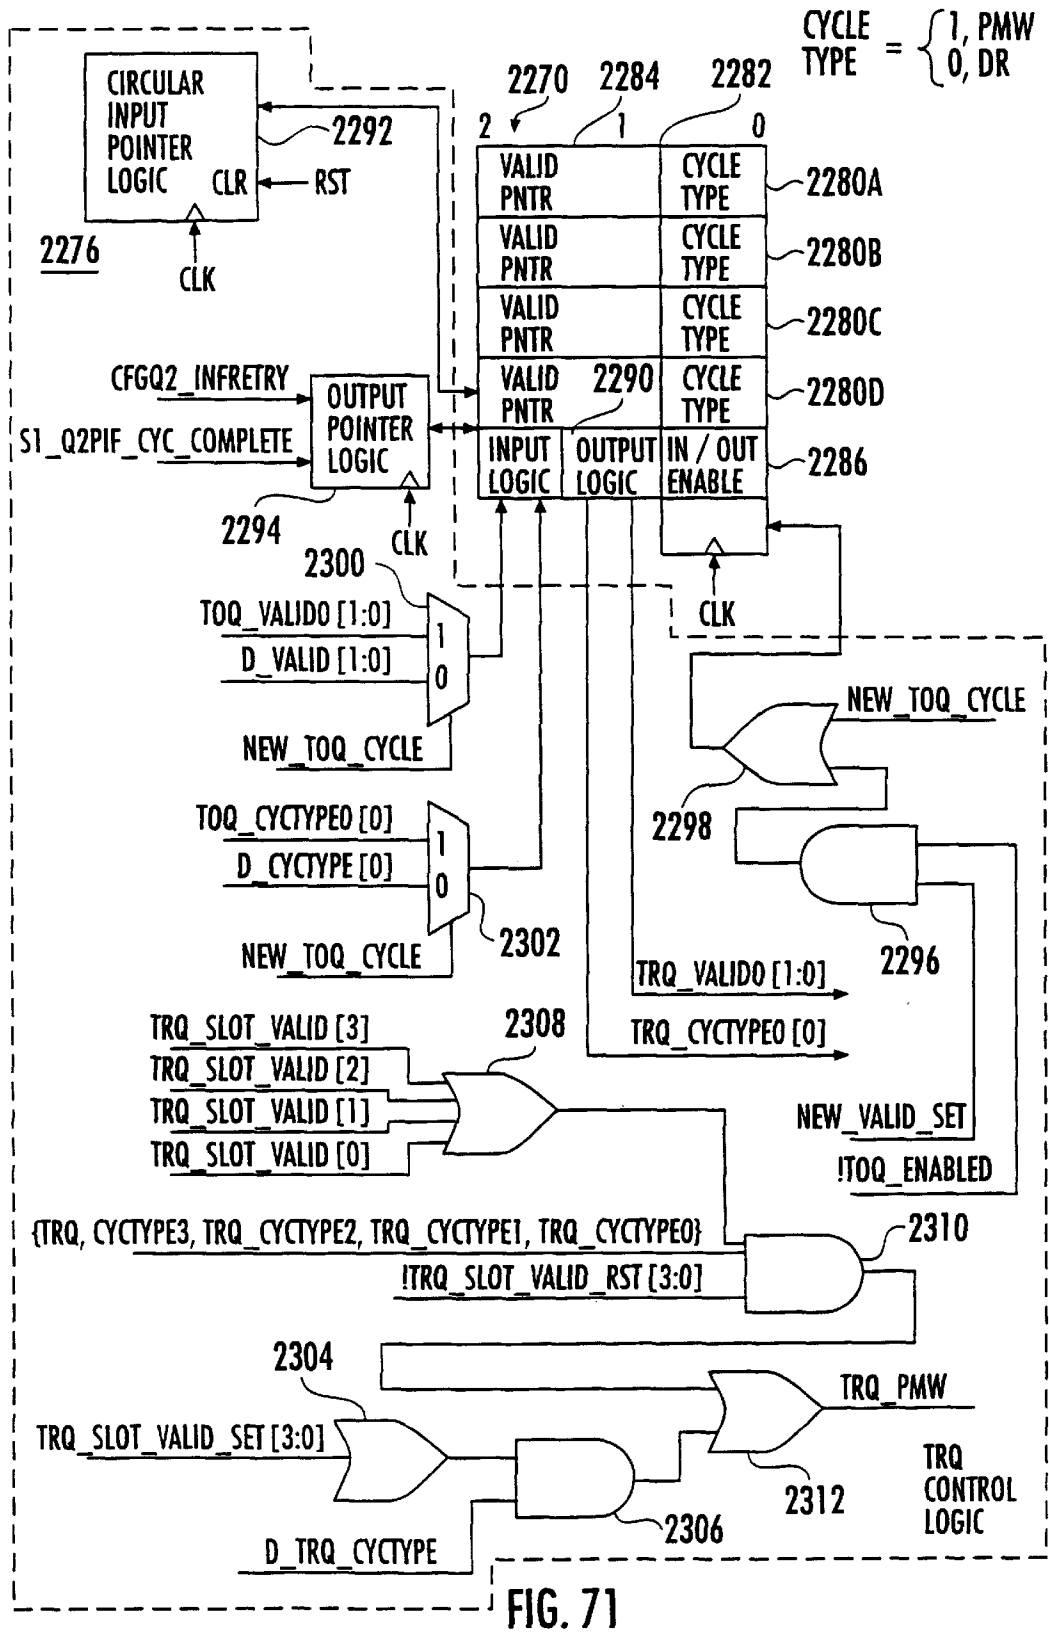 CYCLE TYPE = { 1, PMW
0, DR
CIRCULAR
INPUT
POINTER
LOGIC
CLR
RST
2292
2276
CLK
2270
2284
2282
2
1
0
VALID
PNTR
CYCLE
TYPE
2280A
VALID
PNTR
CYCLE
TYPE
2280B
VALID
PNTR
CYCLE
TYPE
2280C
VALID
PNTR
2290
CYCLE
TYPE
2280D
INPUT
LOGIC
OUTPUT
LOGIC
IN / OUT
ENABLE
2286
CLK
CFGQ2_INFRETRY
S1_Q2PIF_CYC_COMPLETE
OUTPUT
POINTER
LOGIC
2294
CLK
2300
TOQ_VALID0 [1:0]
D_VALID [1:0]
1
0
NEW_TOQ_CYCLE
TOQ_CYCTYPE0 [0]
D_CYCTYPE [0]
1
0
2302
NEW_TOQ_CYCLE
NEW_TOQ_CYCLE
2298
2296
TRQ_VALID0 [1:0]
TRQ_CYCTYPE0 [0]
NEW_VALID_SET
!TOQ_ENABLED
TRQ_SLOT_VALID [3]
TRQ_SLOT_VALID [2]
TRQ_SLOT_VALID [1]
TRQ_SLOT_VALID [0]
2308
{TRQ, CYCTYPE3, TRQ_CYCTYPE2, TRQ_CYCTYPE1, TRQ_CYCTYPE0}
!TRQ_SLOT_VALID_RST [3:0]
2310
2304
TRQ_SLOT_VALID_SET [3:0]
D_TRQ_CYCTYPE
2306
2312
TRQ_PMW
TRQ
CONTROL
LOGIC
FIG. 71